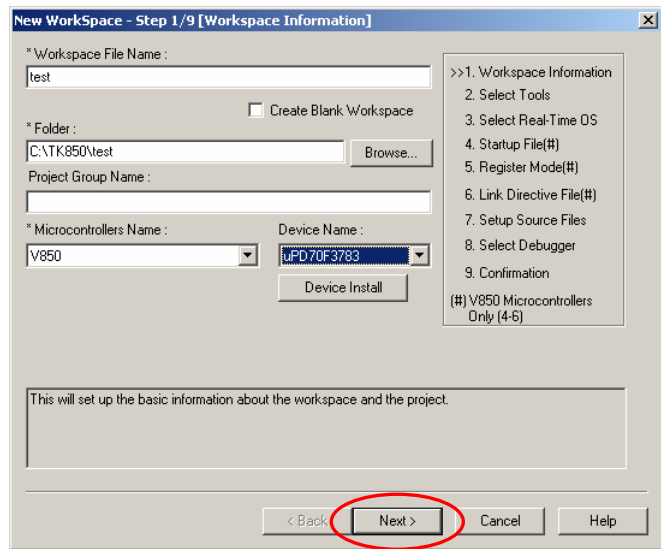 New WorkSpace - Step 1/9 [Workspace Information]
* Workspace File Name :
test
Create Blank Workspace
* Folder :
C:\TK850\test
Browse...
Project Group Name :
* Microcontrollers Name :
Device Name :
V850
uPD70F3783
Device Install
>>1. Workspace Information
2. Select Tools
3. Select Real-Time OS
4. Startup File(#)
5. Register Mode(#)
6. Link Directive File(#)
7. Setup Source Files
8. Select Debugger
9. Confirmation
(#) V850 Microcontrollers
Only (4-6)
This will set up the basic information about the workspace and the project.
< Back
Next >
Cancel
Help